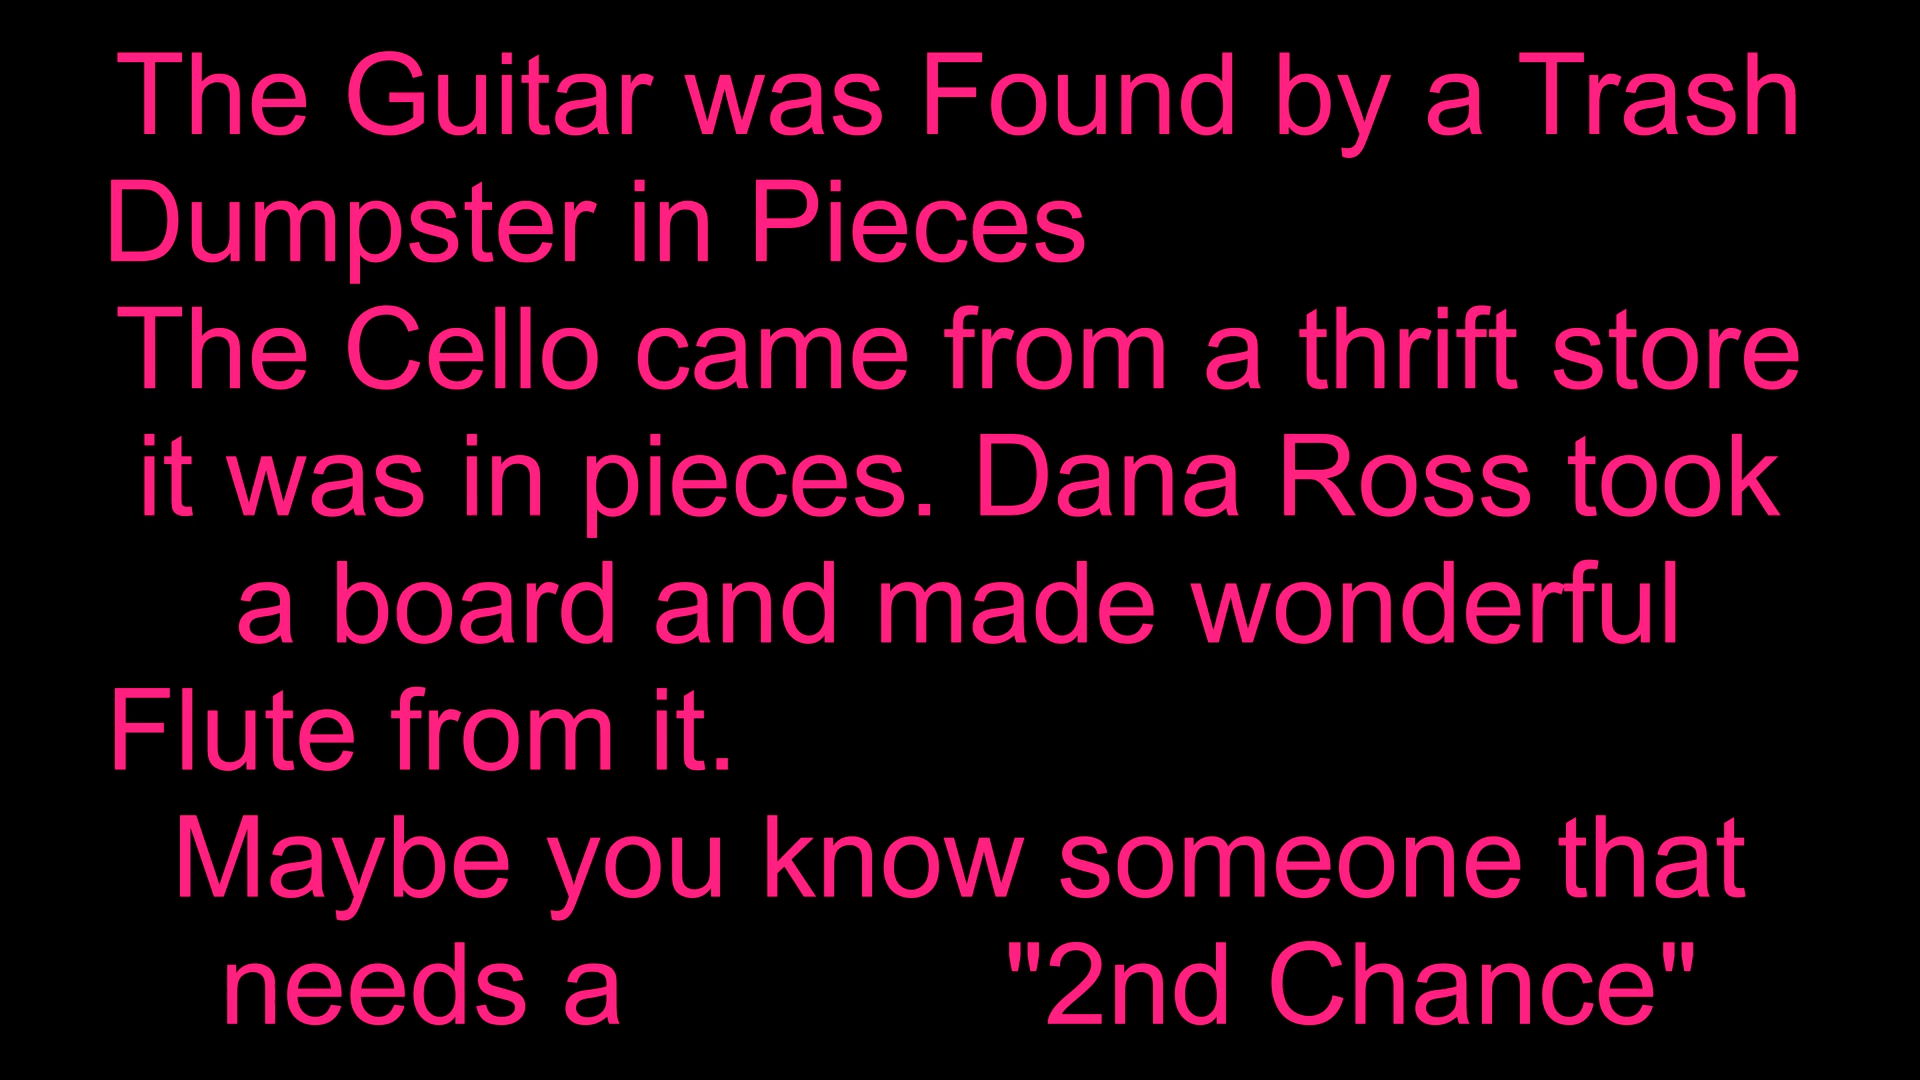 The Guitar was Found by a Trash
Dumpster in Pieces
The Cello came from a thrift store
it was in pieces. Dana Ross took
a board and made wonderful
Flute from it.
Maybe you know someone that
needs a "2nd Chance"